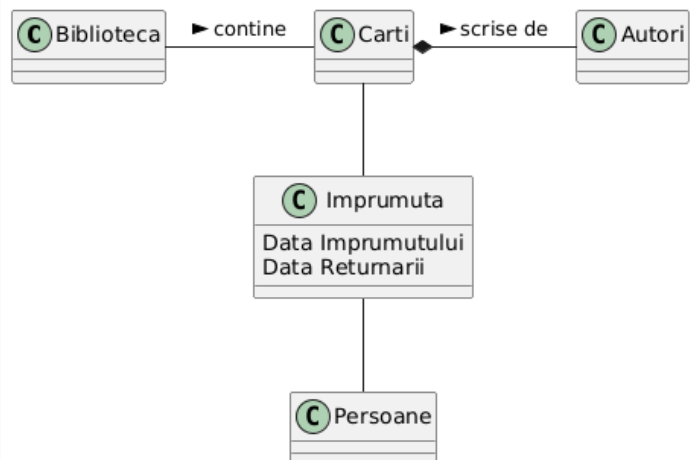 C Biblioteca
► contine
C Carti
► scrise de
C Autori
C Imprumuta
Data Imprumutului
Data Returnarii
C Persoane